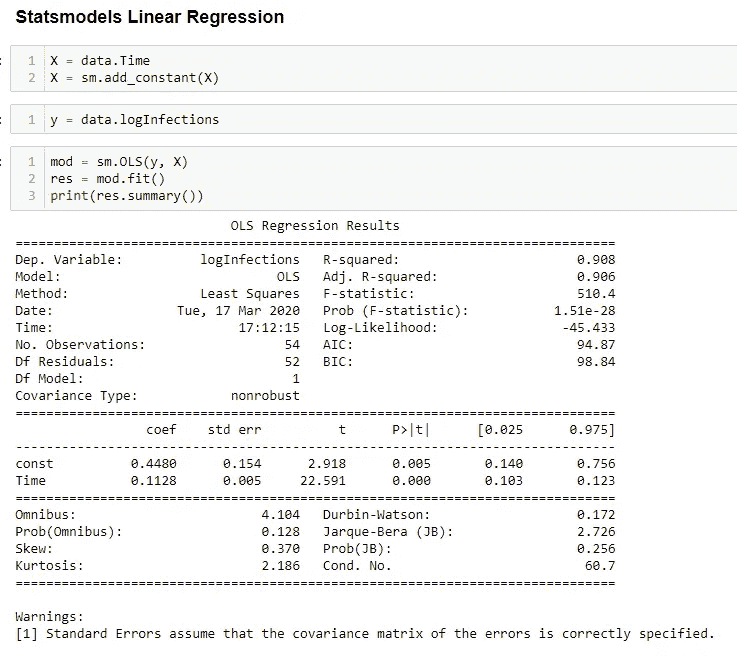 Statsmodels Linear Regression
: 1 X = data.Time
2 X = sm.add_constant(X)
: 1 y = data.logInfections
: 1 mod = sm.OLS(y, X)
2 res = mod.fit()
3 print(res.summary())
OLS Regression Results
==============================================================================
Dep. Variable: logInfections R-squared: 0.908
Model: OLS Adj. R-squared: 0.906
Method: Least Squares F-statistic: 510.4
Date: Tue, 17 Mar 2020 Prob (F-statistic): 1.51e-28
Time: 17:12:15 Log-Likelihood: -45.433
No. Observations: 54 AIC: 94.87
Df Residuals: 52 BIC: 98.84
Df Model: 1
Covariance Type: nonrobust
==============================================================================
coef std err t P>|t| [0.025 0.975]
------------------------------------------------------------------------------
const 0.4480 0.154 2.918 0.005 0.140 0.756
Time 0.1128 0.005 22.591 0.000 0.103 0.123
==============================================================================
Omnibus: 4.104 Durbin-Watson: 0.172
Prob(Omnibus): 0.128 Jarque-Bera (JB): 2.726
Skew: 0.370 Prob(JB): 0.256
Kurtosis: 2.186 Cond. No. 60.7
==============================================================================
Warnings:
[1] Standard Errors assume that the covariance matrix of the errors is correctly specified.